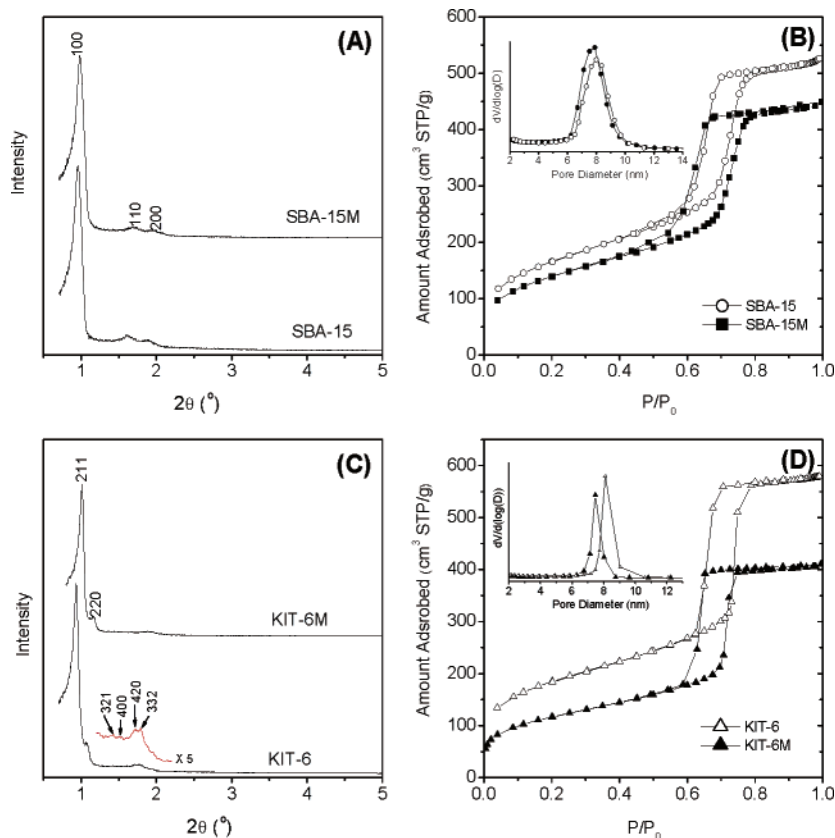 (A)
100
110
200
SBA-15M
SBA-15
Intensity
1 2 3 4 5
2θ (°)
(B)
600
500
400
300
200
100
0
Amount Adsrobed (cm³ STP/g)
dV/dlog(D)
2 4 6 8 10 12 14
Pore Diameter (nm)
SBA-15
SBA-15M
0.0 0.2 0.4 0.6 0.8 1.0
P/P₀
(C)
211
220
KIT-6M
321
400
420
332
X 5
KIT-6
Intensity
1 2 3 4 5
2θ (°)
(D)
600
500
400
300
200
100
0
Amount Adsrobed (cm³ STP/g)
dV/d(log(D))
2 4 6 8 10 12
Pore Diameter (nm)
KIT-6
KIT-6M
0.0 0.2 0.4 0.6 0.8 1.0
P/P₀